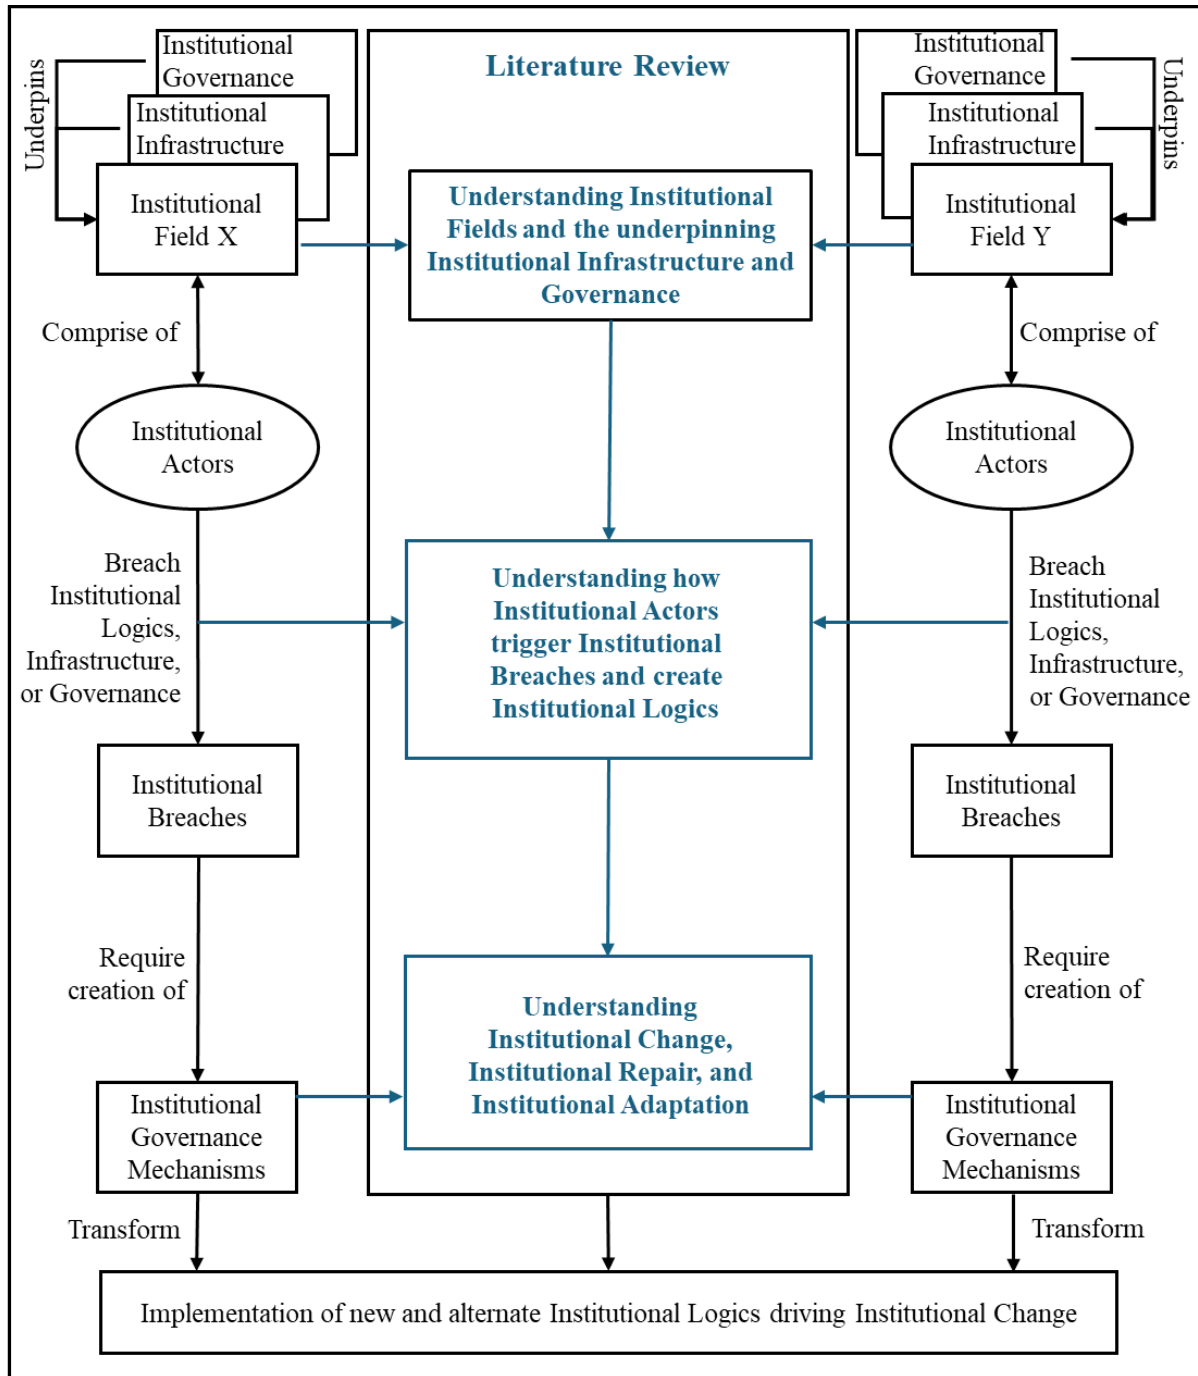 Underpins
Institutional
Governance
Institutional
Infrastructure
Institutional
Field X
Comprise of
Institutional
Actors
Breach
Institutional
Logics,
Infrastructure,
or Governance
Institutional
Breaches
Require
creation of
Institutional
Governance
Mechanisms
Transform
Literature Review
Understanding Institutional
Fields and the underpinning
Institutional Infrastructure and
Governance
Understanding how
Institutional Actors
trigger Institutional
Breaches and create
Institutional Logics
Understanding
Institutional Change,
Institutional Repair, and
Institutional Adaptation
Institutional
Governance
Institutional
Infrastructure
Underpins
Institutional
Field Y
Comprise of
Institutional
Actors
Breach
Institutional
Logics,
Infrastructure,
or Governance
Institutional
Breaches
Require
creation of
Institutional
Governance
Mechanisms
Transform
Implementation of new and alternate Institutional Logics driving Institutional Change